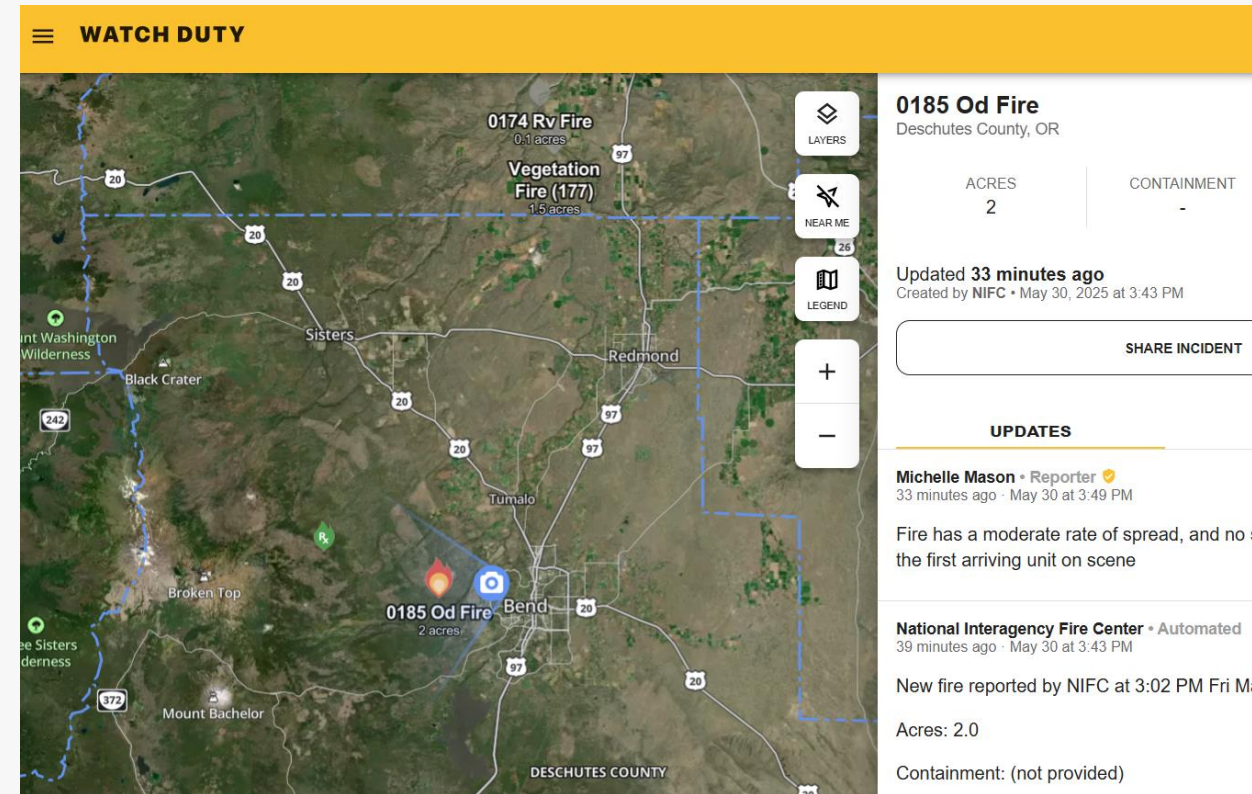 WATCH DUTY
0174 Rv Fire
0.1 acres
97
Vegetation
Fire (177)
1.5 acres
20
20
26
20
unt Washington
Wilderness
Sisters
Redmond
Black Crater
242
20
97
20
97
Tumalo
Rx
Broken Top
0185 Od Fire
2 acres
Bend
20
ee Sisters
derness
97
20
372
Mount Bachelor
DESCHUTES COUNTY
20
LAYERS
NEAR ME
LEGEND
+
−
0185 Od Fire
Deschutes County, OR
ACRES
CONTAINMENT
2
-
Updated 33 minutes ago
Created by NIFC • May 30, 2025 at 3:43 PM
SHARE INCIDENT
UPDATES
Michelle Mason • Reporter
33 minutes ago · May 30 at 3:49 PM
Fire has a moderate rate of spread, and no s
the first arriving unit on scene
National Interagency Fire Center • Automated
39 minutes ago · May 30 at 3:43 PM
New fire reported by NIFC at 3:02 PM Fri Ma
Acres: 2.0
Containment: (not provided)